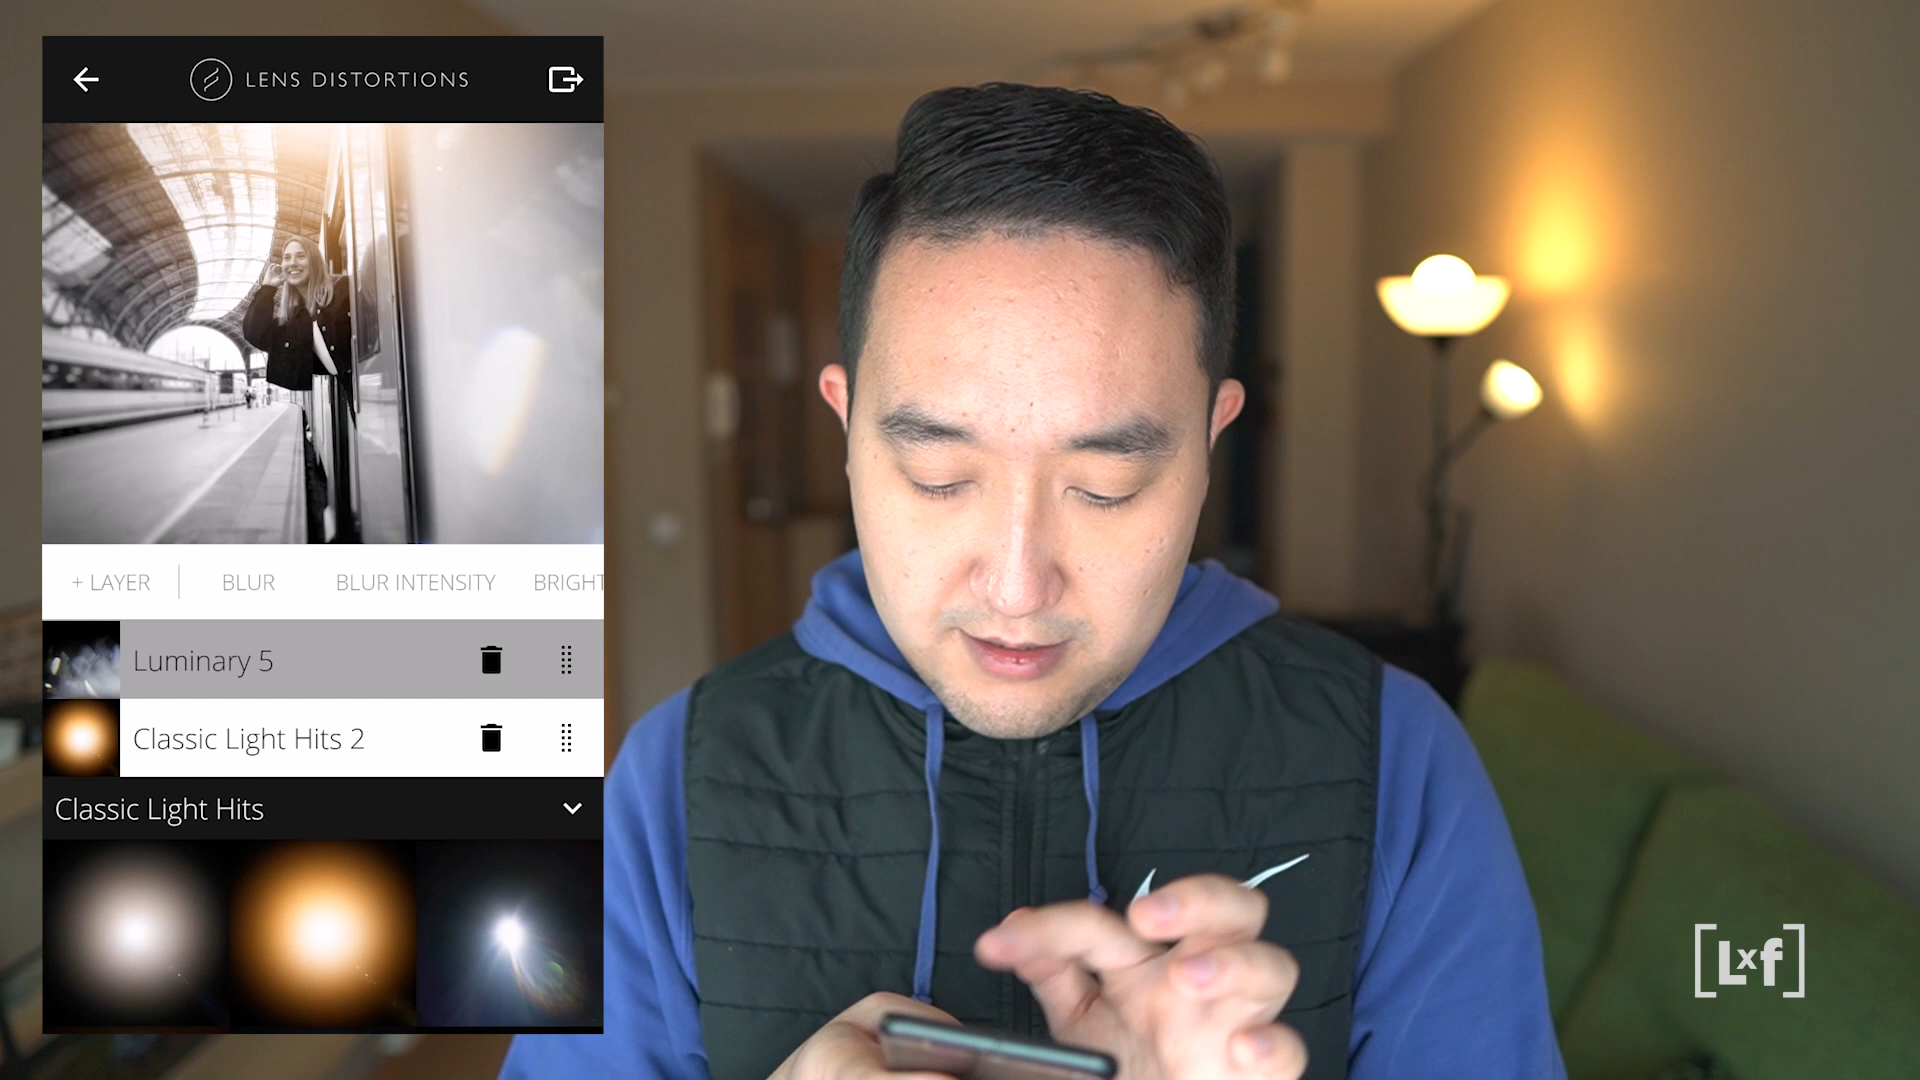 LENS DISTORTIONS
+ LAYER BLUR BLUR INTENSITY BRIGHT
Luminary 5
Classic Light Hits 2
Classic Light Hits
[Lxf]